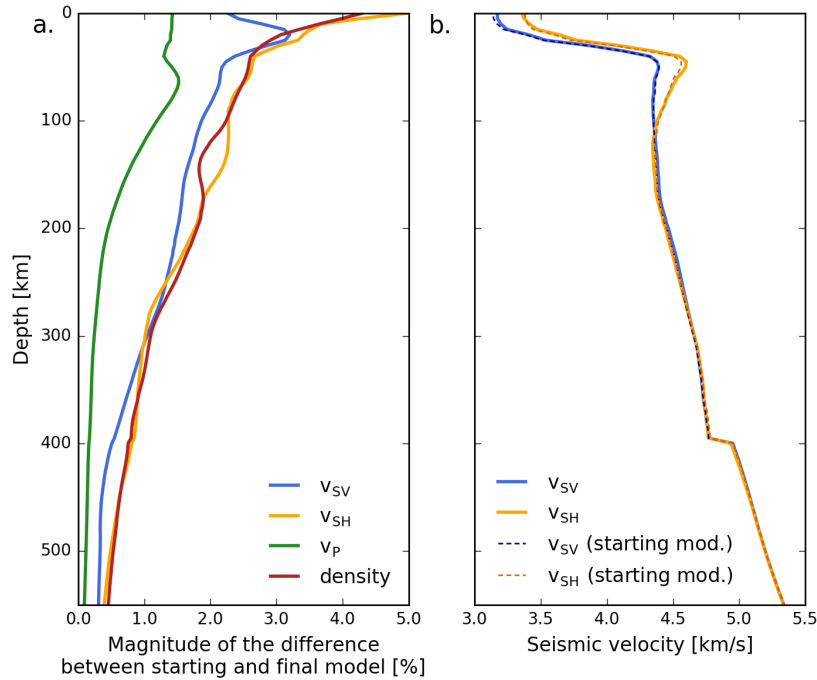 a.
0
100
200
300
400
500
Depth [km]
v_SV
v_SH
v_P
density
0.0 1.0 2.0 3.0 4.0 5.0
Magnitude of the difference
between starting and final model [%]
b.
v_SV
v_SH
v_SV (starting mod.)
v_SH (starting mod.)
3.0 3.5 4.0 4.5 5.0 5.5
Seismic velocity [km/s]